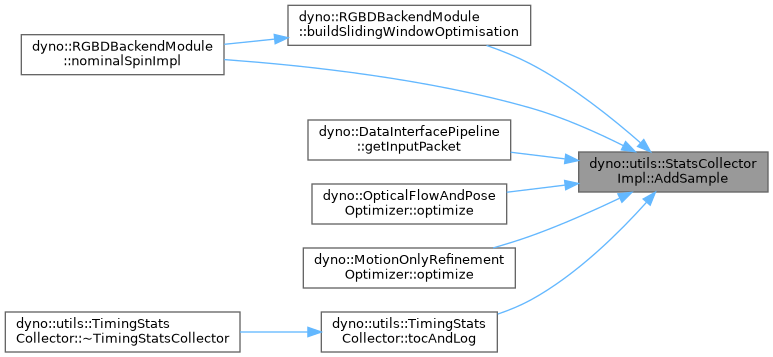 dyno::RGBDBackendModule
::buildSlidingWindowOptimisation
dyno::RGBDBackendModule
::nominalSpinImpl
dyno::DataInterfacePipeline
::getInputPacket
dyno::utils::StatsCollector
Impl::AddSample
dyno::OpticalFlowAndPose
Optimizer::optimize
dyno::MotionOnlyRefinement
Optimizer::optimize
dyno::utils::TimingStats
Collector::~TimingStatsCollector
dyno::utils::TimingStats
Collector::tocAndLog